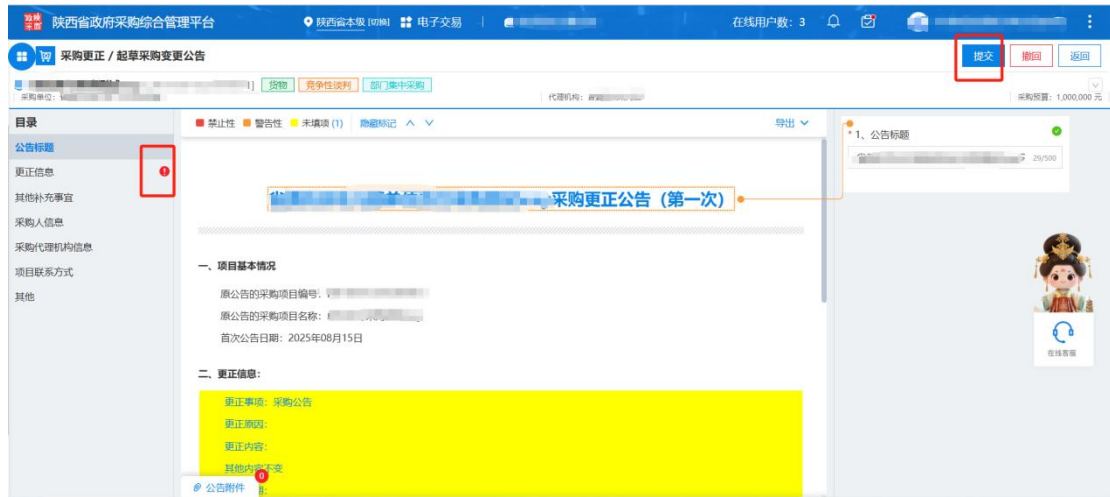 陕西省政府采购综合管理平台 陕西省本级 [切换] 电子交易 在线用户数：3
采购更正 / 起草采购变更公告 提交 撤回 返回
1] 货物 竞争性谈判 部门集中采购
采购单位： 代理机构： 采购预算：1,000,000 元
目录 禁止性 警告性 未填项 (1) 隐藏标记 导出 * 1、公告标题
公告标题
29/500
更正信息
其他补充事宜
采购更正公告（第一次）
采购人信息
采购代理机构信息
一、项目基本情况
项目联系方式
原公告的采购项目编号：
其他
原公告的采购项目名称：
首次公告日期：2025年08月15日
在线客服
二、更正信息：
更正事项：采购公告
更正原因：
更正内容：
其他内容不变
0
公告附件